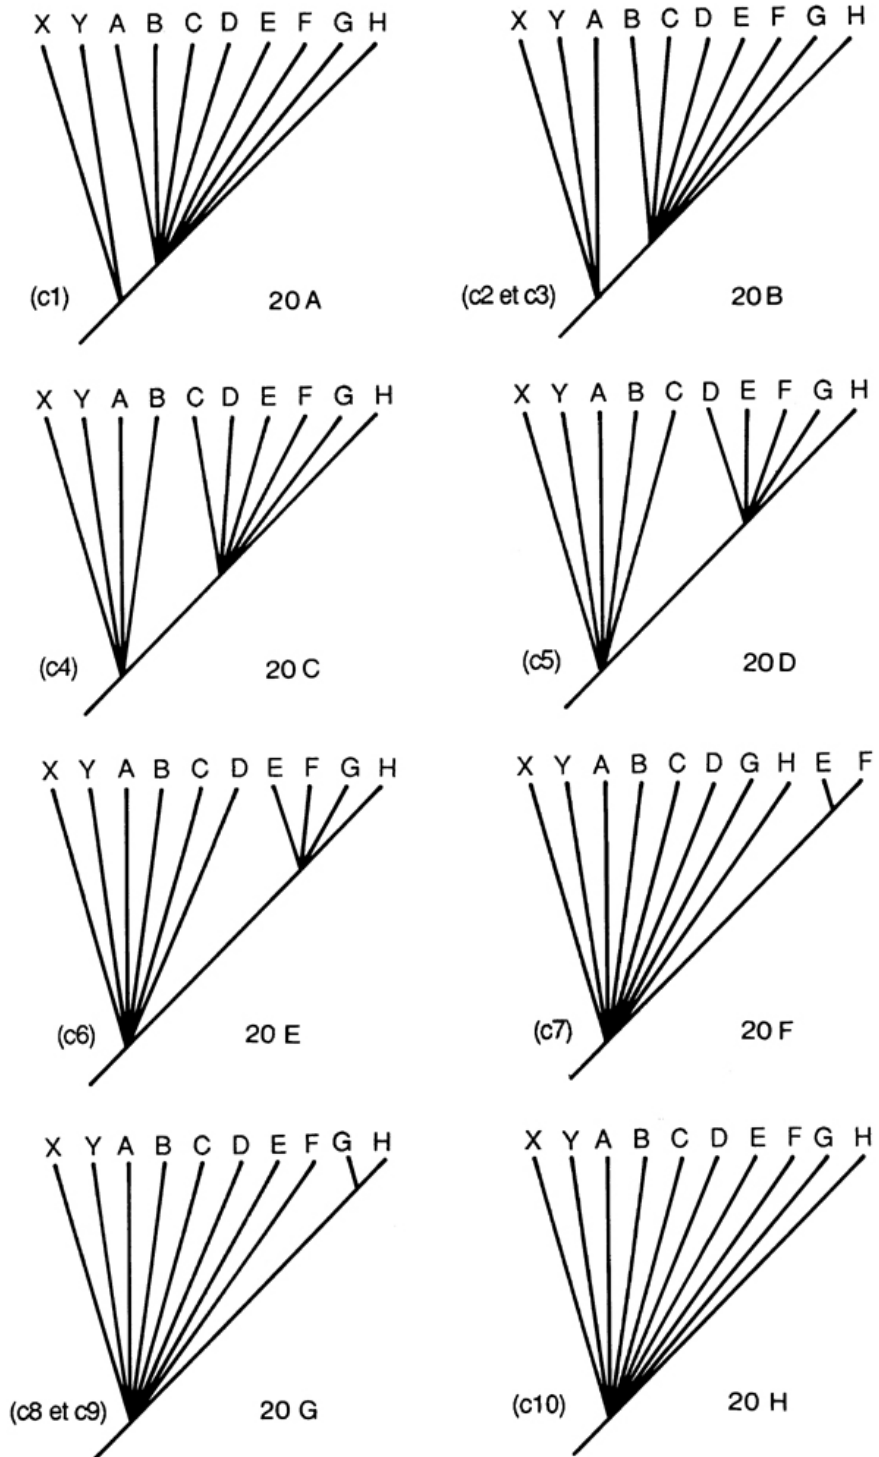 X Y A B C D E F G H
X Y A B C D E F G H
(c1) 20 A
(c2 et c3) 20 B
X Y A B C D E F G H
X Y A B C D E F G H
(c4) 20 C
(c5) 20 D
X Y A B C D E F G H
X Y A B C D G H E F
(c6) 20 E
(c7) 20 F
X Y A B C D E F G H
X Y A B C D E F G H
(c8 et c9) 20 G
(c10) 20 H